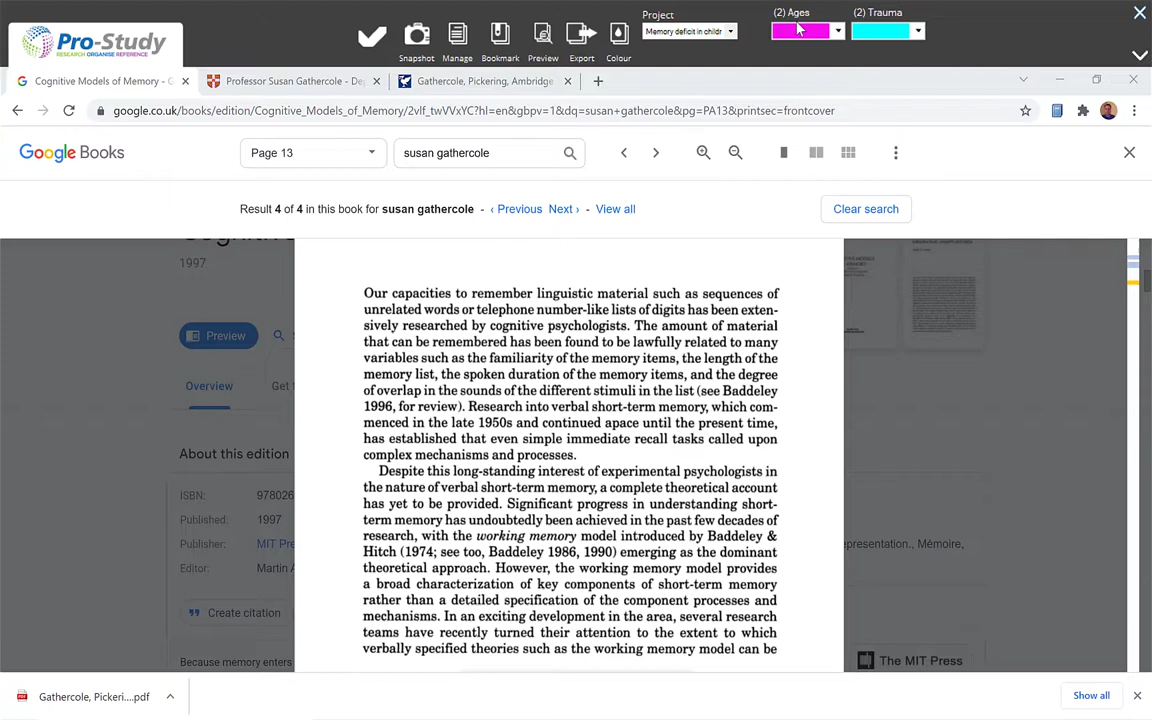 Pro-Study
RESEARCH ORGANISE REFERENCE
Snapshot
Manage
Bookmark
Preview
Export
Colour
Project
Memory deficit in childr
(2) Ages
(2) Trauma
Cognitive Models of Memory - G
Professor Susan Gathercole - De
Gathercole, Pickering, Ambridge
google.co.uk/books/edition/Cognitive_Models_of_Memory/2vlf_twVVxYC?hl=en&gbpv=1&dq=susan+gathercole&pg=PA13&printsec=frontcover
Google Books
Page 13
susan gathercole
Result 4 of 4 in this book for susan gathercole - ‹ Previous Next › - View all
Clear search
1997
Preview
Overview
Get t
About this edition
ISBN: 978026
Published: 1997
Publisher: MIT Pre
Editor: Martin A
Create citation
Because memory enters
Our capacities to remember linguistic material such as sequences of
unrelated words or telephone number-like lists of digits has been exten-
sively researched by cognitive psychologists. The amount of material
that can be remembered has been found to be lawfully related to many
variables such as the familiarity of the memory items, the length of the
memory list, the spoken duration of the memory items, and the degree
of overlap in the sounds of the different stimuli in the list (see Baddeley
1996, for review). Research into verbal short-term memory, which com-
menced in the late 1950s and continued apace until the present time,
has established that even simple immediate recall tasks called upon
complex mechanisms and processes.
Despite this long-standing interest of experimental psychologists in
the nature of verbal short-term memory, a complete theoretical account
has yet to be provided. Significant progress in understanding short-
term memory has undoubtedly been achieved in the past few decades of
research, with the working memory model introduced by Baddeley &
Hitch (1974; see too, Baddeley 1986, 1990) emerging as the dominant
theoretical approach. However, the working memory model provides
a broad characterization of key components of short-term memory
rather than a detailed specification of the component processes and
mechanisms. In an exciting development in the area, several research
teams have recently turned their attention to the extent to which
verbally specified theories such as the working memory model can be
epresentation., Mémoire,
The MIT Press
Gathercole, Pickeri....pdf
Show all